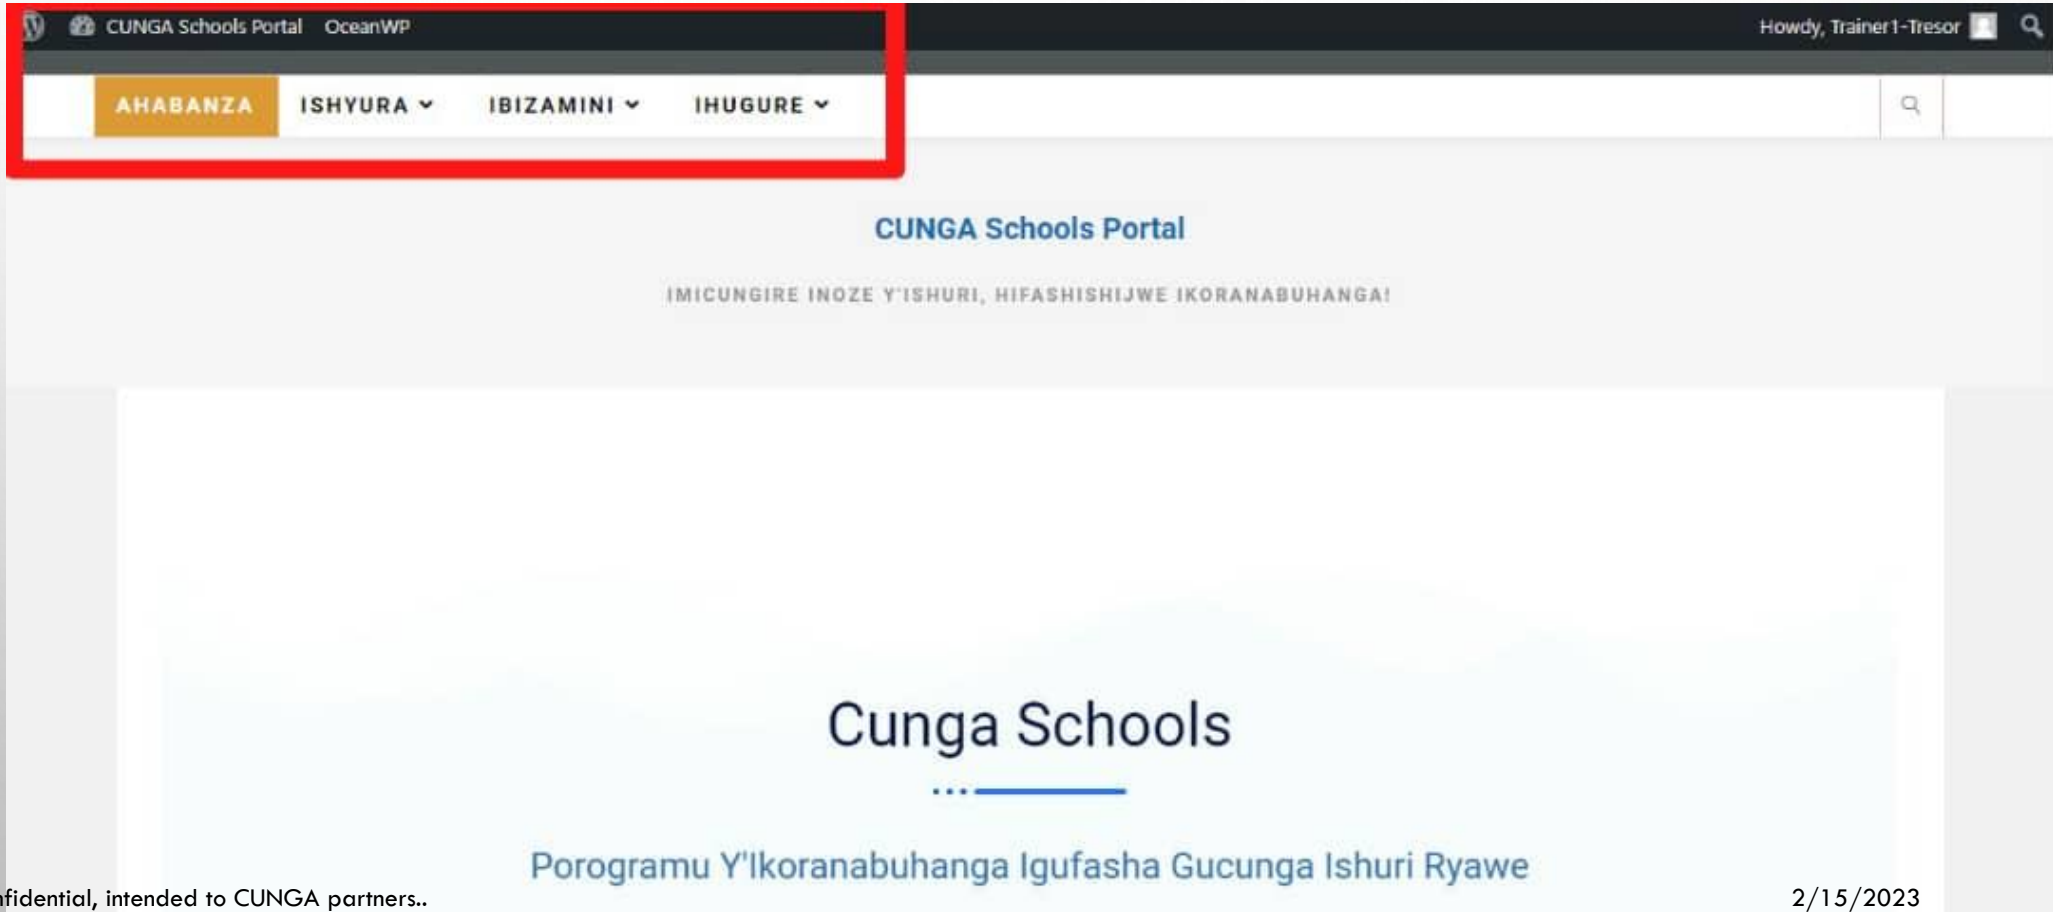 CUNGA Schools Portal OceanWP Howdy, Trainer1-Tresor
AHABANZA ISHYURA IBIZAMINI IHUGURE
CUNGA Schools Portal
IMICUNGIRE INOZE Y'ISHURI, HIFASHISHIJWE IKORANABUHANGA!
Cunga Schools
Porogramu Y'Ikoranabuhanga Igufasha Gucunga Ishuri Ryawe
nfidential, intended to CUNGA partners.. 2/15/2023